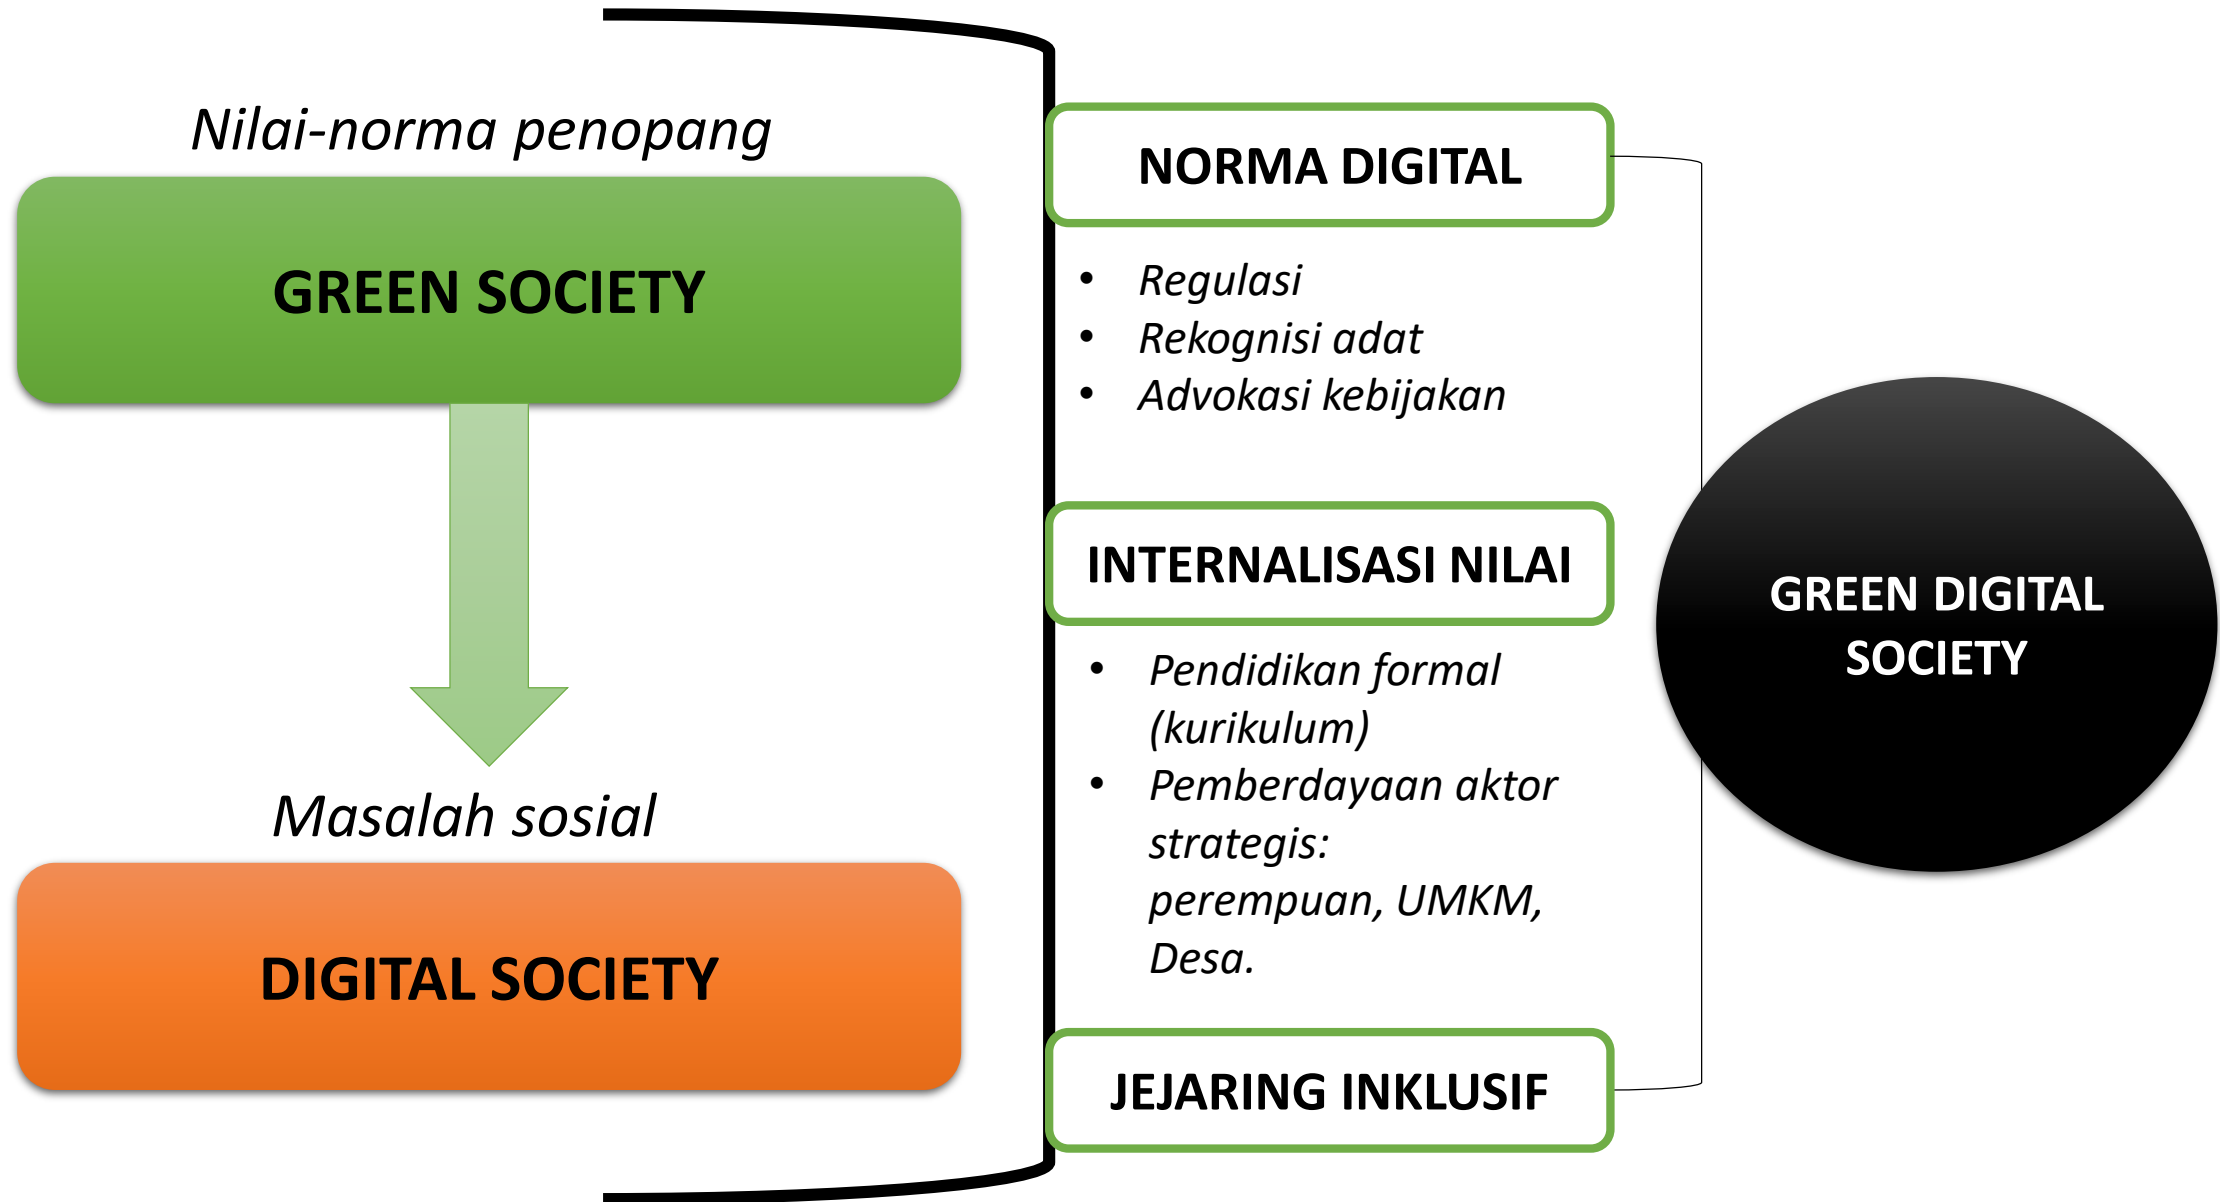 Nilai-norma penopang
GREEN SOCIETY
Masalah sosial
DIGITAL SOCIETY
NORMA DIGITAL
• Regulasi
• Rekognisi adat
• Advokasi kebijakan
INTERNALISASI NILAI
• Pendidikan formal
(kurikulum)
• Pemberdayaan aktor
strategis:
perempuan, UMKM,
Desa.
JEJARING INKLUSIF
GREEN DIGITAL
SOCIETY